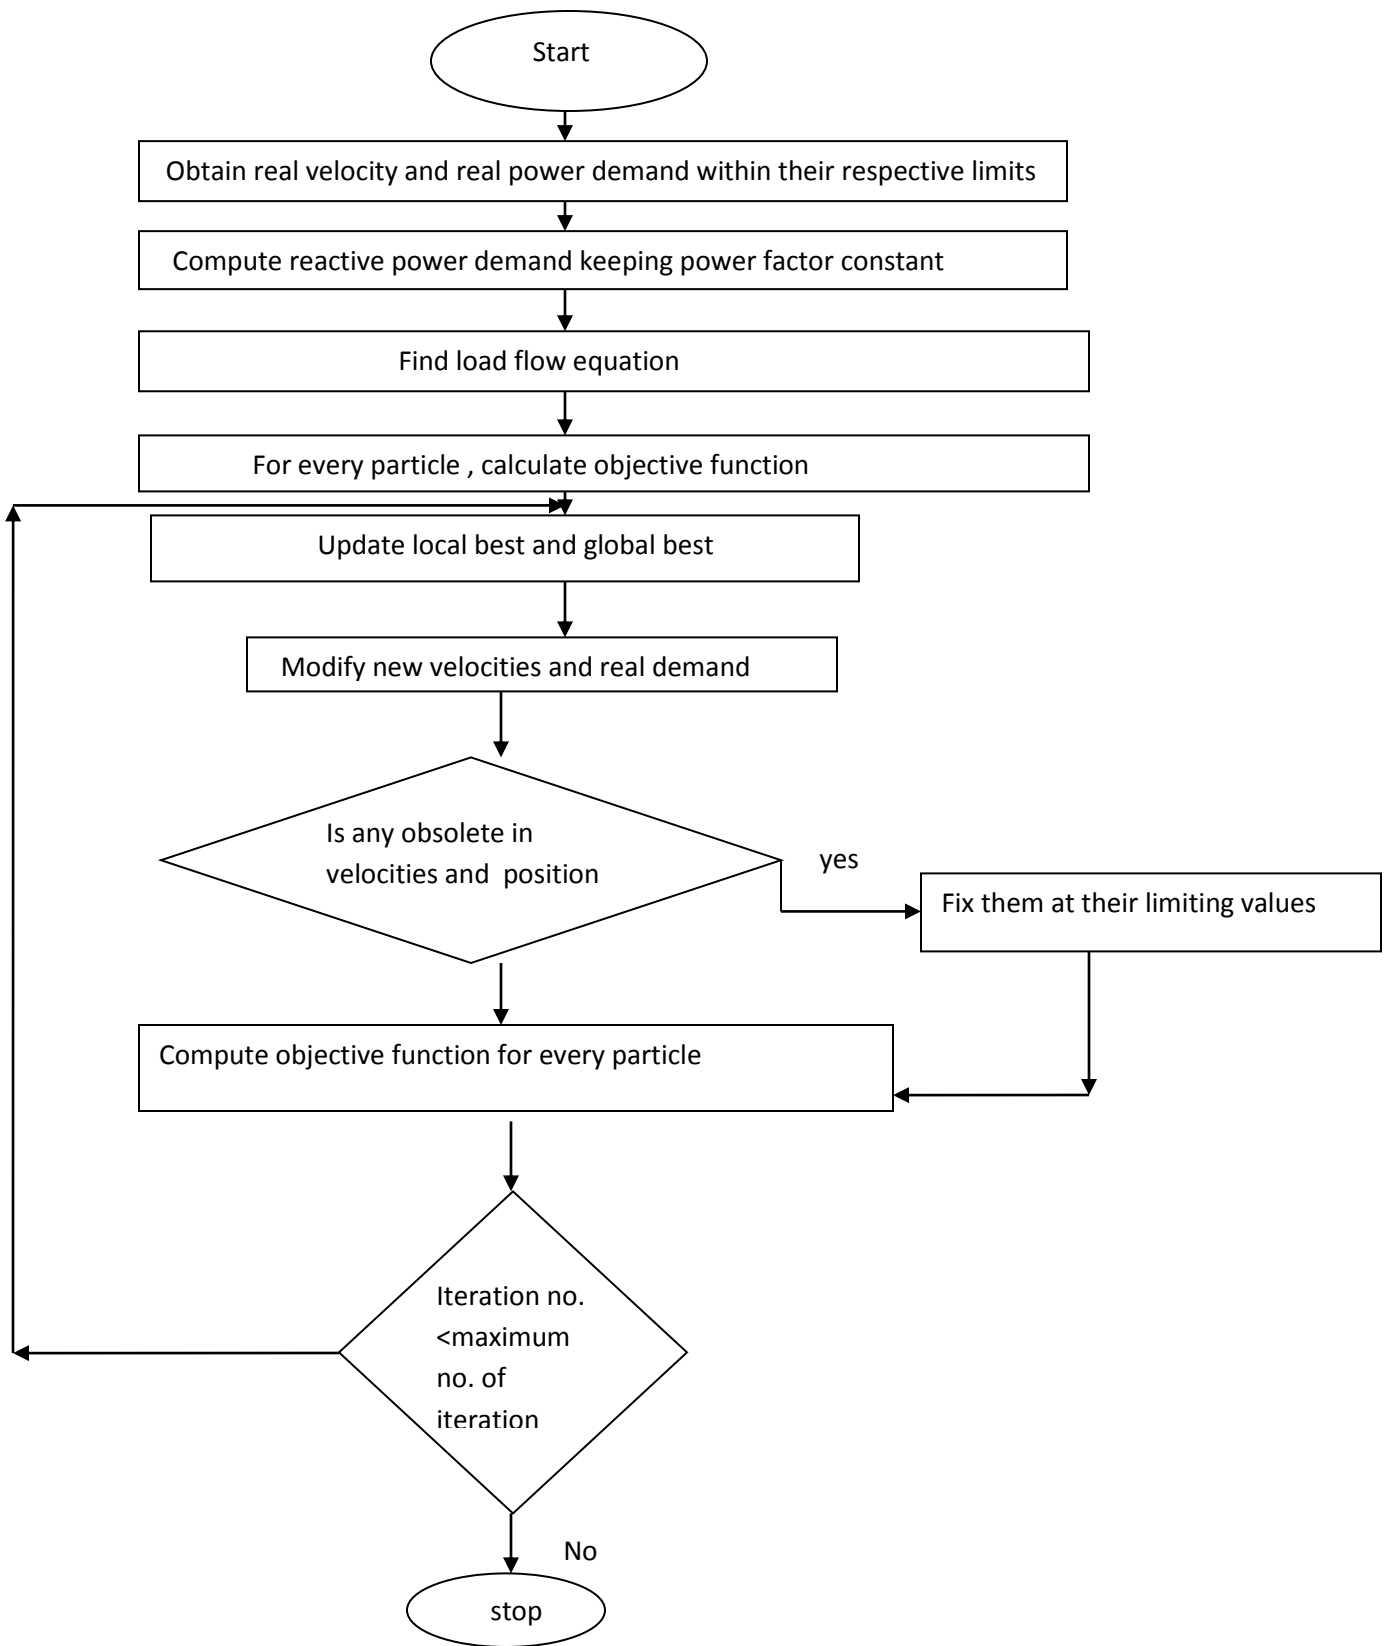 Start
Obtain real velocity and real power demand within their respective limits
Compute reactive power demand keeping power factor constant
Find load flow equation
For every particle , calculate objective function
Update local best and global best
Modify new velocities and real demand
Is any obsolete in
velocities and  position
yes
Fix them at their limiting values
Compute objective function for every particle
Iteration no.
<maximum
no. of
iteration
No
stop